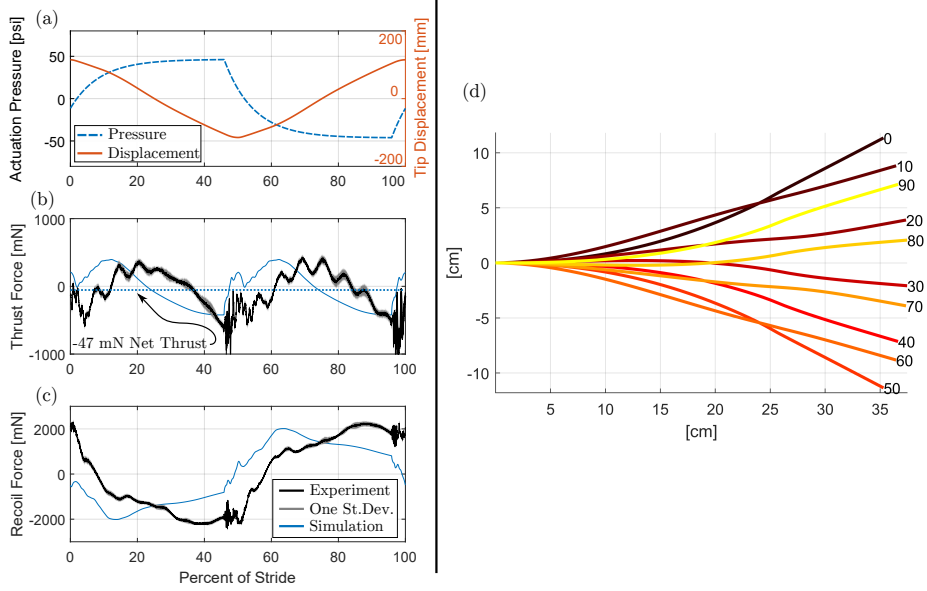 (a)
Actuation Pressure [psi]
50
0
-50
200
0
-200
Tip Displacement [mm]
Pressure
Displacement
0 20 40 60 80 100
(b)
Thrust Force [mN]
1000
0
-1000
-47 mN Net Thrust
0 20 40 60 80 100
(c)
Recoil Force [mN]
2000
0
-2000
Experiment
One St.Dev.
Simulation
0 20 40 60 80 100
Percent of Stride
(d)
[cm]
10
5
0
-5
-10
0
10
90
20
80
30
70
40
60
50
5 10 15 20 25 30 35
[cm]